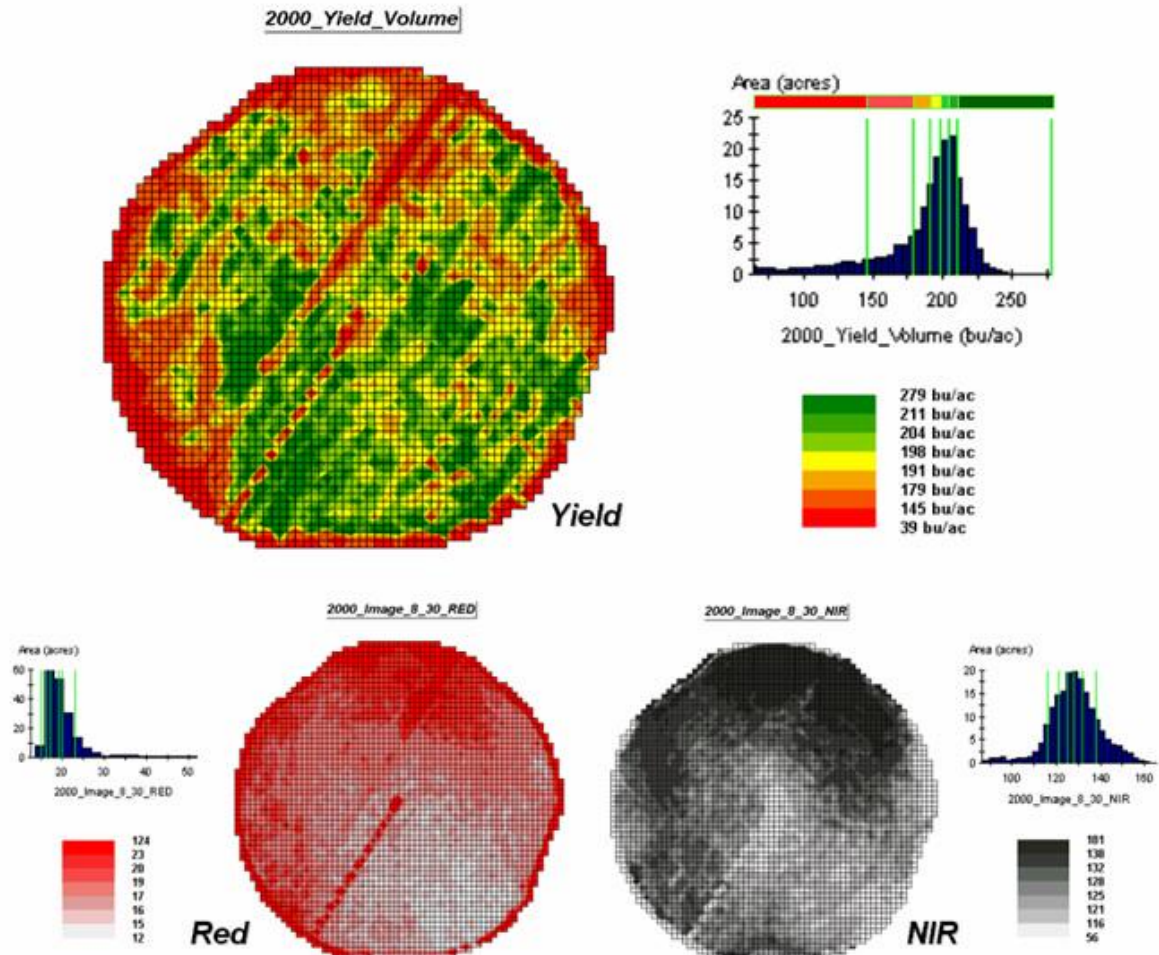 2000_Yield_Volume
Area (acres)
25
20
15
10
5
0
100 150 200 250
2000_Yield_Volume (bu/ac)
279 bu/ac
211 bu/ac
204 bu/ac
198 bu/ac
191 bu/ac
179 bu/ac
145 bu/ac
39 bu/ac
Yield
2000_Image_8_30_RED
Area (acres)
60
40
20
0
20 30 40 50
2000_Image_8_30_RED
124
23
20
19
17
16
15
12
Red
2000_Image_8_30_NIR
Area (acres)
20
15
10
5
0
100 120 140 160
2000_Image_8_30_NIR
181
138
132
128
125
121
116
56
NIR